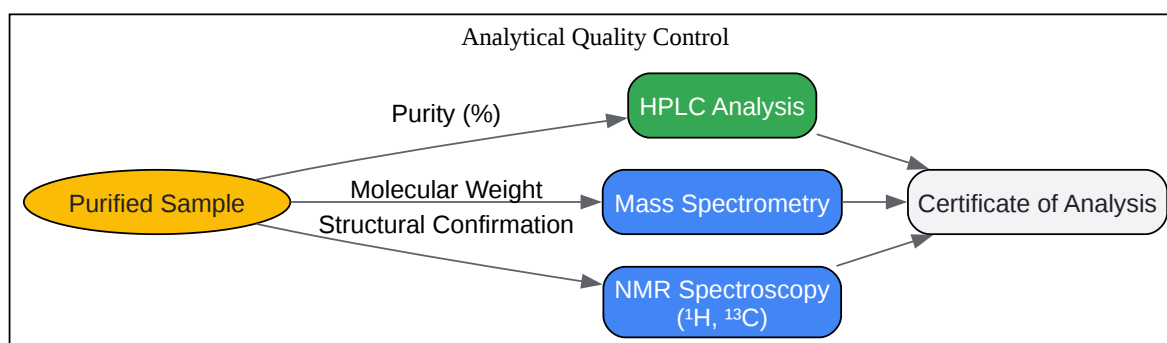 Analytical Quality Control
Purity (%)
HPLC Analysis
Purified Sample
Molecular Weight
Mass Spectrometry
Certificate of Analysis
Structural Confirmation
NMR Spectroscopy
(¹H, ¹³C)